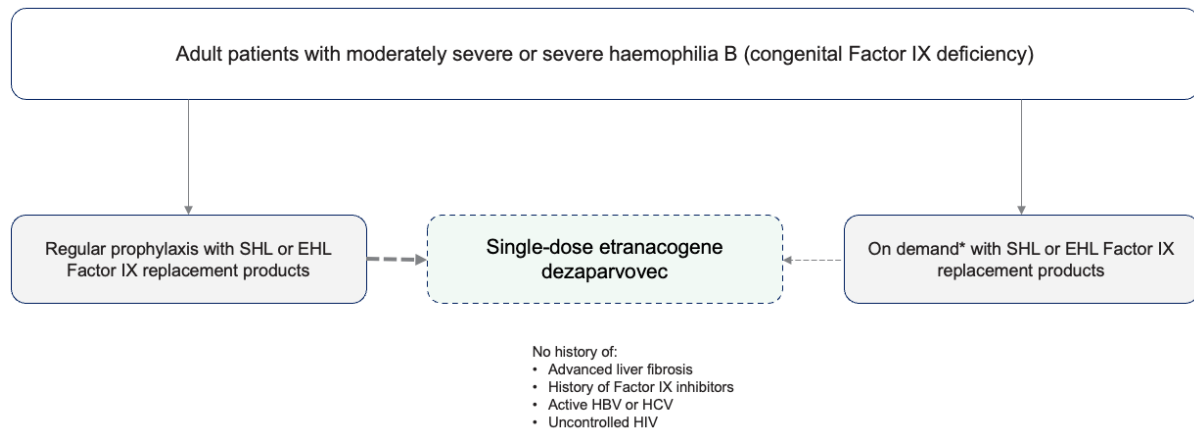 Adult patients with moderately severe or severe haemophilia B (congenital Factor IX deficiency)
Regular prophylaxis with SHL or EHL
Factor IX replacement products
Single-dose etranacogene
dezaparvovec
On demand* with SHL or EHL Factor IX
replacement products
No history of:
• Advanced liver fibrosis
• History of Factor IX inhibitors
• Active HBV or HCV
• Uncontrolled HIV